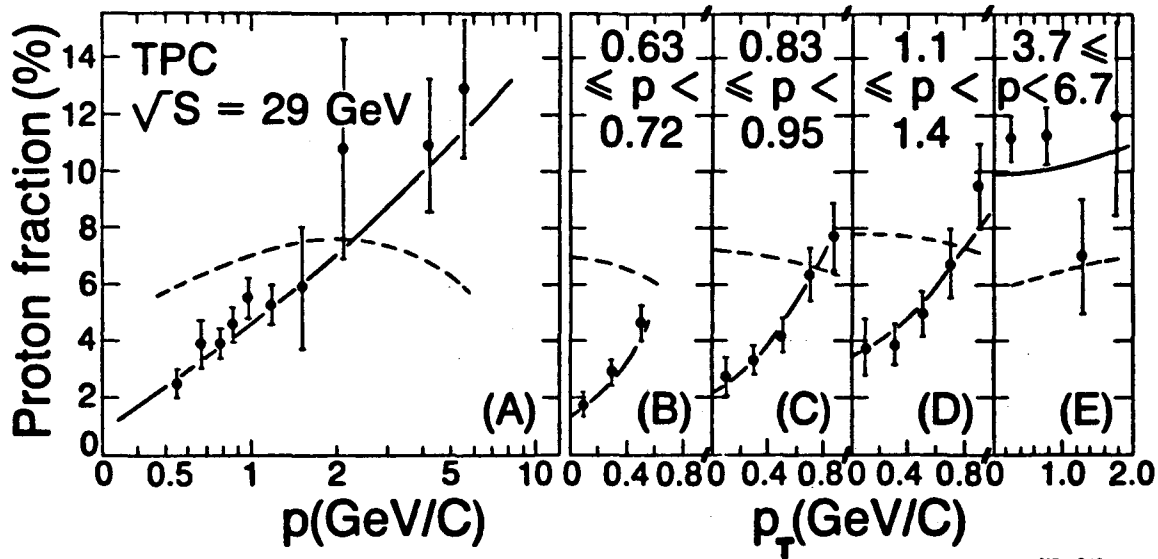 Proton fraction (%)
14
12
10
8
6
4
2
0
TPC
√S = 29 GeV
(A)
0 0.5 1 2 5 10
p(GeV/C)
0.63
≤ p <
0.72
(B)
0 0.4 0.8
0.83
≤ p <
0.95
(C)
0 0.4 0.8
1.1
≤ p <
1.4
(D)
0 0.4 0.8
3.7 ≤
p<6.7
(E)
0 1.0 2.0
pT(GeV/C)